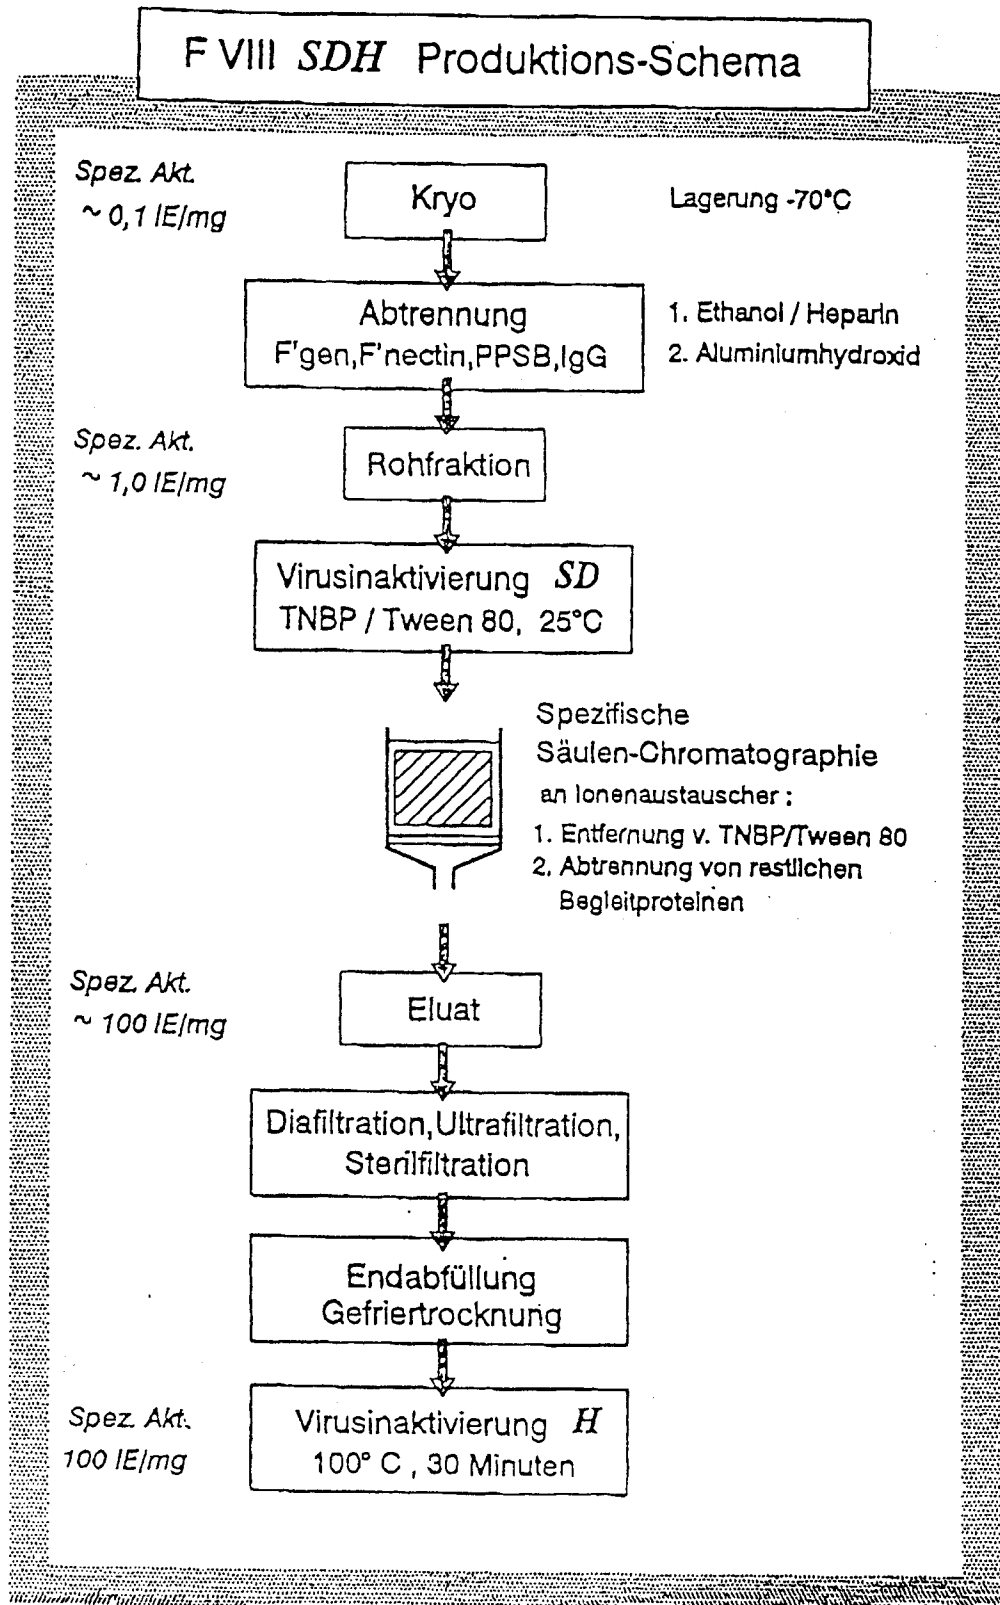 F VIII SDH Produktions-Schema
Spez. Akt.
~ 0,1 IE/mg
Kryo
Lagerung -70°C
Abtrennung
F'gen,F'nectin,PPSB,IgG
1. Ethanol / Heparin
2. Aluminiumhydroxid
Spez. Akt.
~ 1,0 IE/mg
Rohfraktion
Virusinaktivierung SD
TNBP / Tween 80, 25°C
Spezifische
Säulen-Chromatographie
an Ionenaustauscher :
1. Entfernung v. TNBP/Tween 80
2. Abtrennung von restlichen
Begleitproteinen
Spez. Akt.
~ 100 IE/mg
Eluat
Diafiltration,Ultrafiltration,
Sterilfiltration
Endabfüllung
Gefriertrocknung
Spez. Akt.
100 IE/mg
Virusinaktivierung H
100° C , 30 Minuten